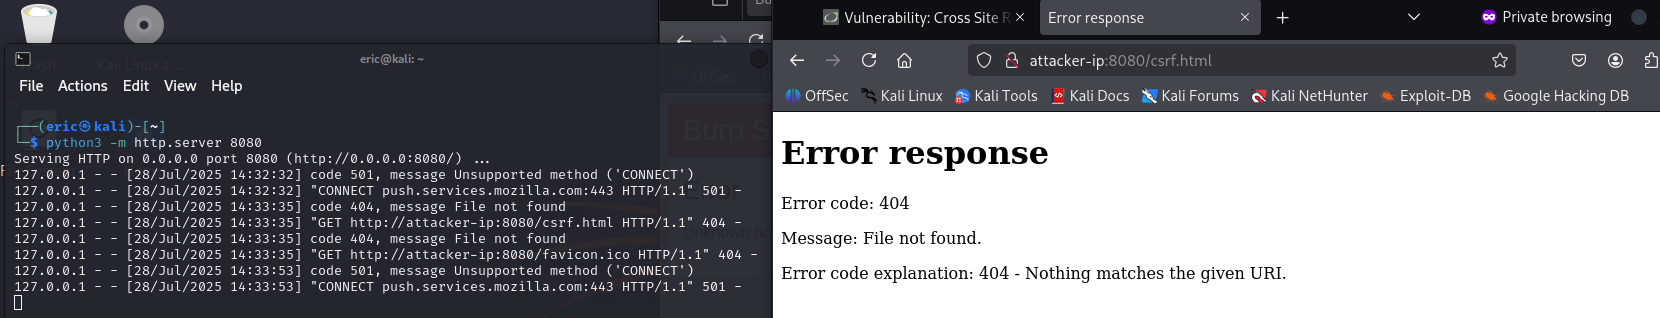 eric@kali: ~
File Actions Edit View Help
┌──(eric㉿kali)-[~]
└─$ python3 -m http.server 8080
Serving HTTP on 0.0.0.0 port 8080 (http://0.0.0.0:8080/) ...
127.0.0.1 - - [28/Jul/2025 14:32:32] code 501, message Unsupported method ('CONNECT')
127.0.0.1 - - [28/Jul/2025 14:32:32] "CONNECT push.services.mozilla.com:443 HTTP/1.1" 501 -
127.0.0.1 - - [28/Jul/2025 14:33:35] code 404, message File not found
127.0.0.1 - - [28/Jul/2025 14:33:35] "GET http://attacker-ip:8080/csrf.html HTTP/1.1" 404 -
127.0.0.1 - - [28/Jul/2025 14:33:35] code 404, message File not found
127.0.0.1 - - [28/Jul/2025 14:33:35] "GET http://attacker-ip:8080/favicon.ico HTTP/1.1" 404 -
127.0.0.1 - - [28/Jul/2025 14:33:53] code 501, message Unsupported method ('CONNECT')
127.0.0.1 - - [28/Jul/2025 14:33:53] "CONNECT push.services.mozilla.com:443 HTTP/1.1" 501 -
OffSec
Burp S
Vulnerability: Cross Site R
Error response
Private browsing
attacker-ip:8080/csrf.html
OffSec Kali Linux Kali Tools Kali Docs Kali Forums Kali NetHunter Exploit-DB Google Hacking DB
Error response
Error code: 404
Message: File not found.
Error code explanation: 404 - Nothing matches the given URI.